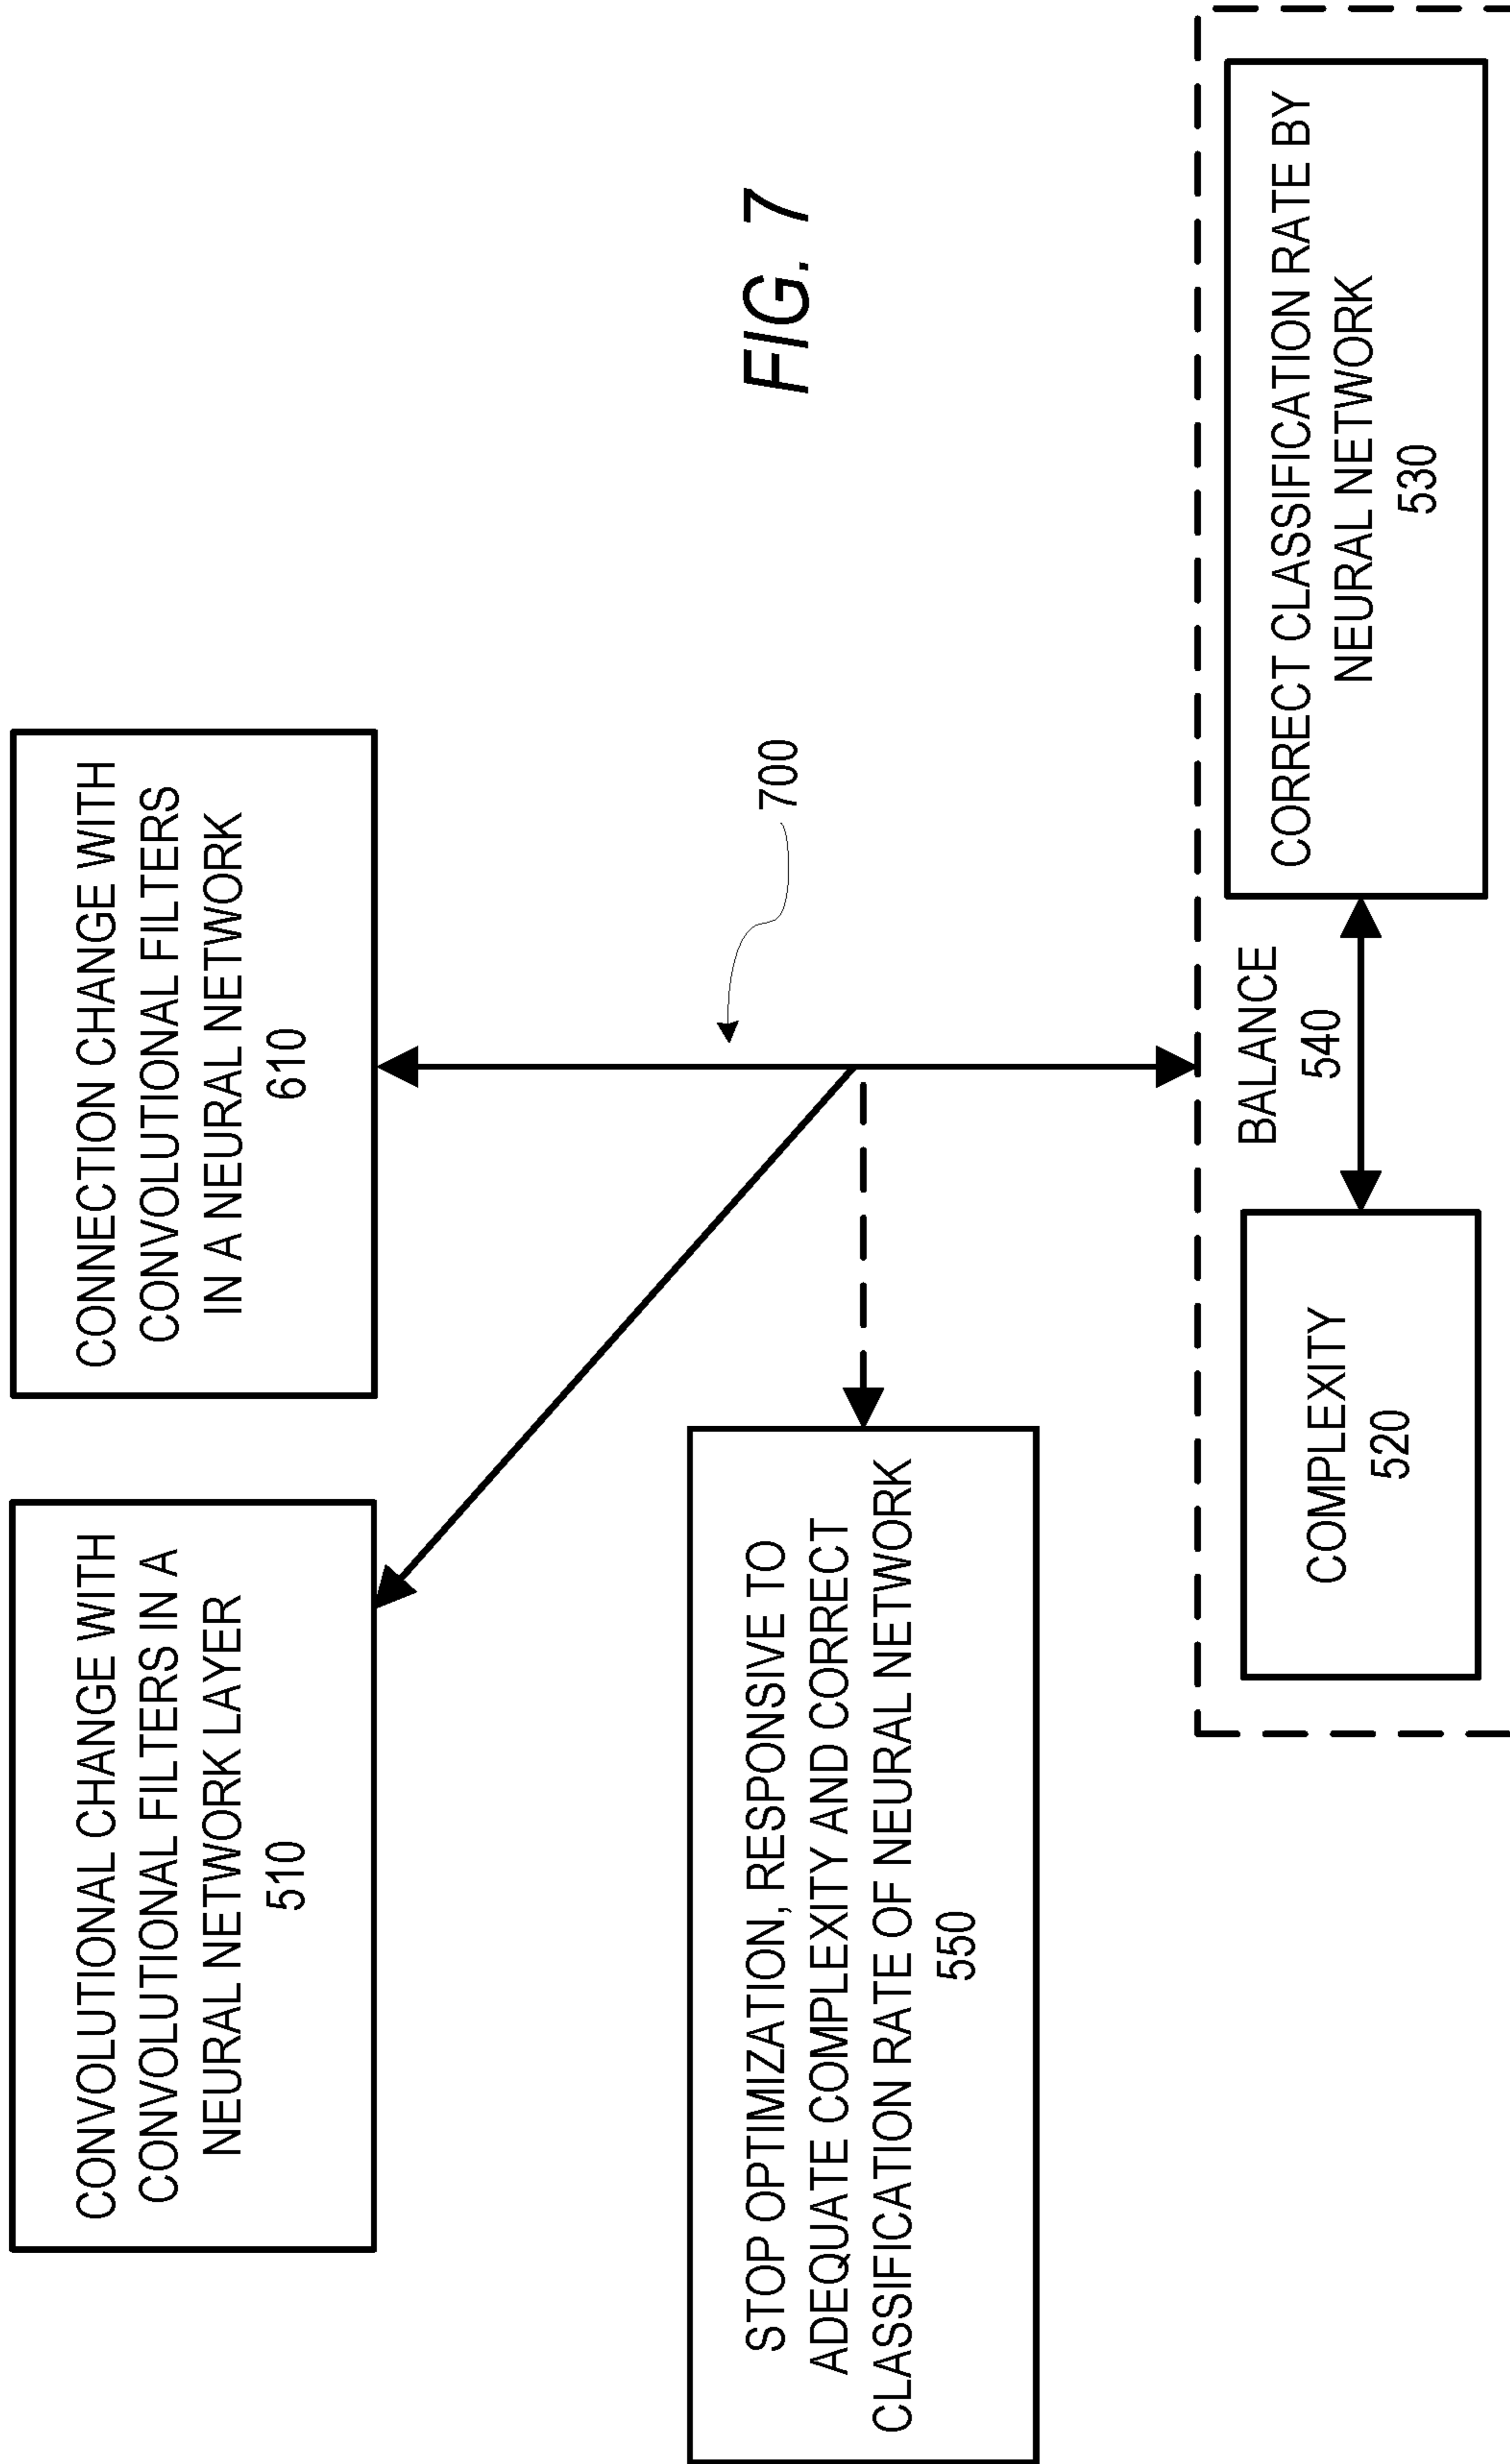 CONVOLUTIONAL CHANGE WITH
CONVOLUTIONAL FILTERS IN A
NEURAL NETWORK LAYER
510
CONNECTION CHANGE WITH
CONVOLUTIONAL FILTERS
IN A NEURAL NETWORK
610
STOP OPTIMIZATION, RESPONSIVE TO
ADEQUATE COMPLEXITY AND CORRECT
CLASSIFICATION RATE OF NEURAL NETWORK
550
700
FIG. 7
COMPLEXITY
520
BALANCE
540
CORRECT CLASSIFICATION RATE BY
NEURAL NETWORK
530